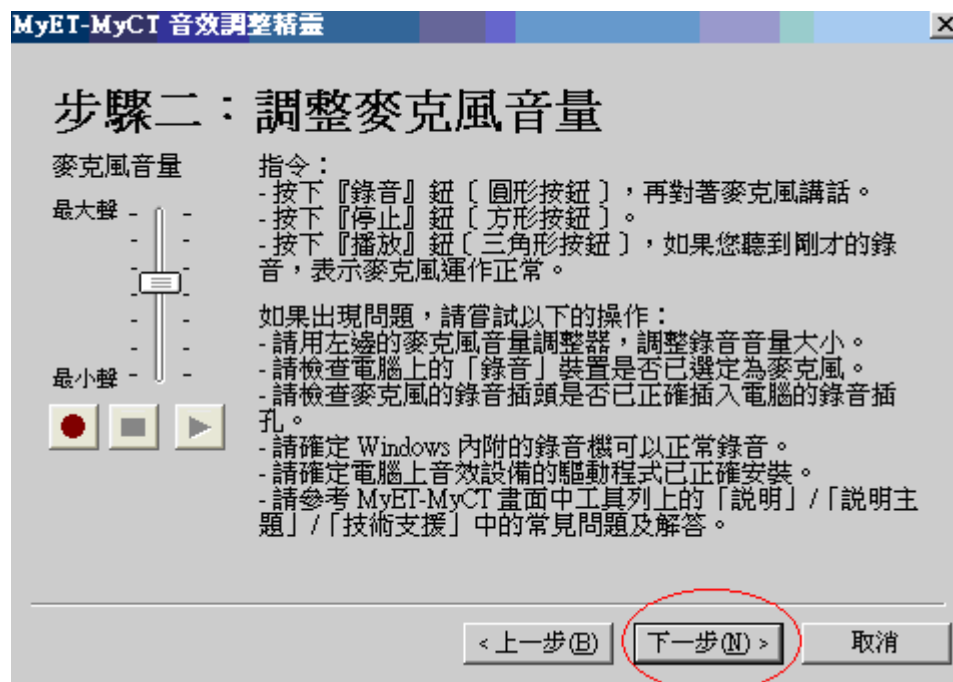 MyET-MyCT 音效調整精靈
步驟二：調整麥克風音量
麥克風音量
最大聲
最小聲
指令：
-按下『錄音』鈕〔圓形按鈕〕，再對著麥克風講話。
-按下『停止』鈕〔方形按鈕〕。
-按下『播放』鈕〔三角形按鈕〕，如果您聽到剛才的錄
音，表示麥克風運作正常。
如果出現問題，請嘗試以下的操作：
-請用左邊的麥克風音量調整器，調整錄音音量大小。
-請檢查電腦上的「錄音」裝置是否已選定為麥克風。
-請檢查麥克風的錄音插頭是否已正確插入電腦的錄音插
孔。
-請確定 Windows 內附的錄音機可以正常錄音。
-請確定電腦上音效設備的驅動程式已正確安裝。
-請參考 MyET-MyCT 畫面中工具列上的「說明」/「說明主
題」/「技術支援」中的常見問題及解答。
<上一步(B)
下一步(N)>
取消